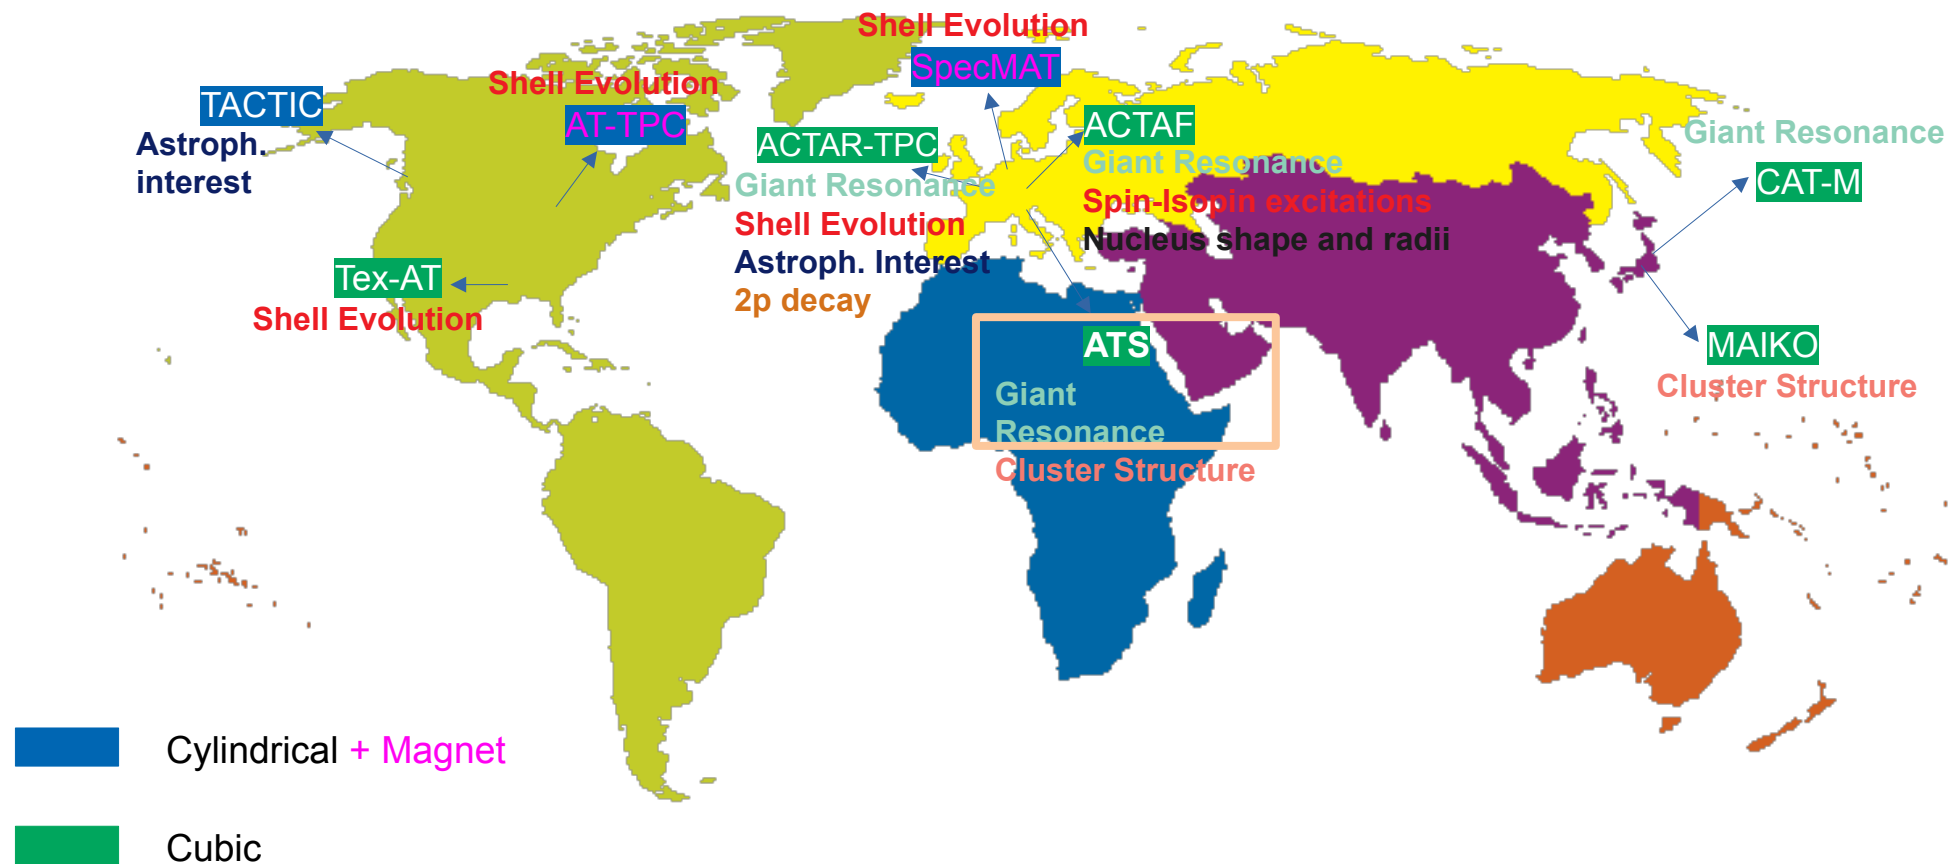 Shell Evolution
SpecMAT
Shell Evolution
AT-TPC
TACTIC
Astroph.
interest
ACTAR-TPC
Giant Resonance
Shell Evolution
Astroph. Interest
2p decay
ACTAF
Giant Resonance
Spin-Isopin excitations
Nucleus shape and radii
Giant Resonance
CAT-M
Tex-AT
Shell Evolution
ATS
Giant
Resonance
Cluster Structure
MAIKO
Cluster Structure
Cylindrical + Magnet
Cubic